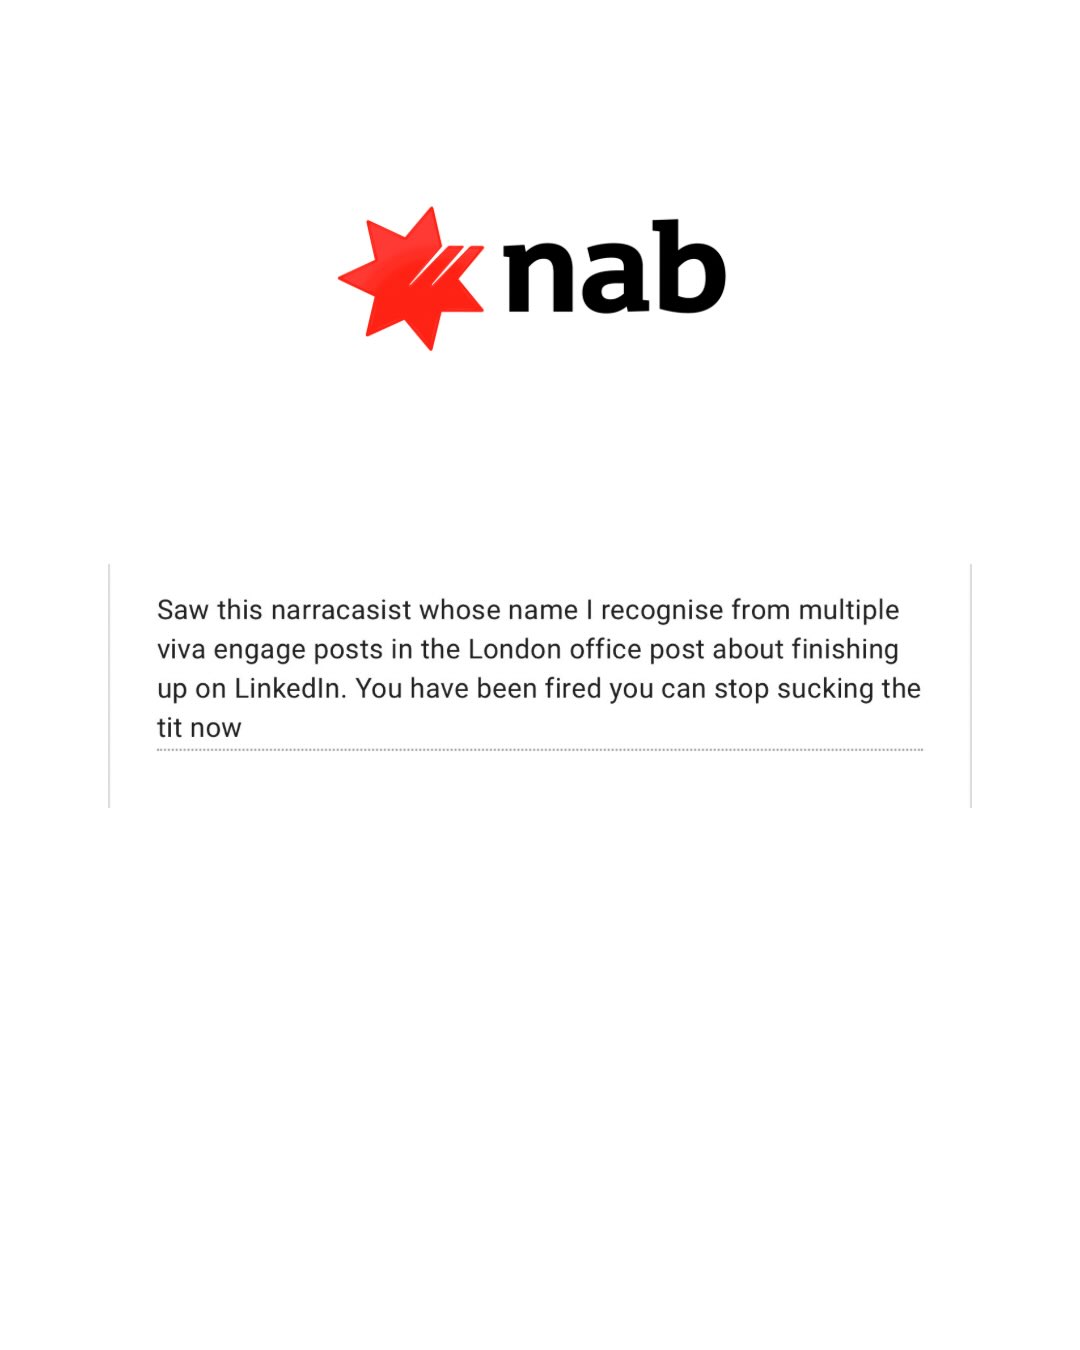 nab
Saw this narracasist whose name I recognise from multiple
viva engage posts in the London office post about finishing
up on LinkedIn. You have been fired you can stop sucking the
tit now